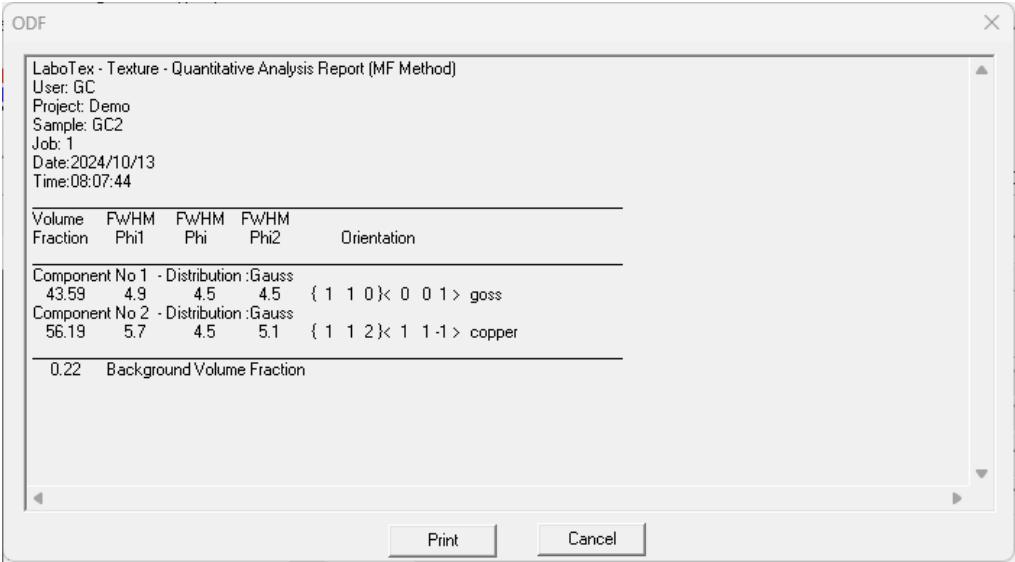 ODF
LaboTex - Texture - Quantitative Analysis Report (MF Method)
User: GC
Project: Demo
Sample: GC2
Job: 1
Date:2024/10/13
Time:08:07:44
Volume FWHM FWHM FWHM
Fraction Phi1 Phi Phi2 Orientation
Component No 1 - Distribution :Gauss
43.59 4.9 4.5 4.5 { 1 1 0}< 0 0 1 > goss
Component No 2 - Distribution :Gauss
56.19 5.7 4.5 5.1 { 1 1 2}< 1 1 -1 > copper
0.22 Background Volume Fraction
Print Cancel